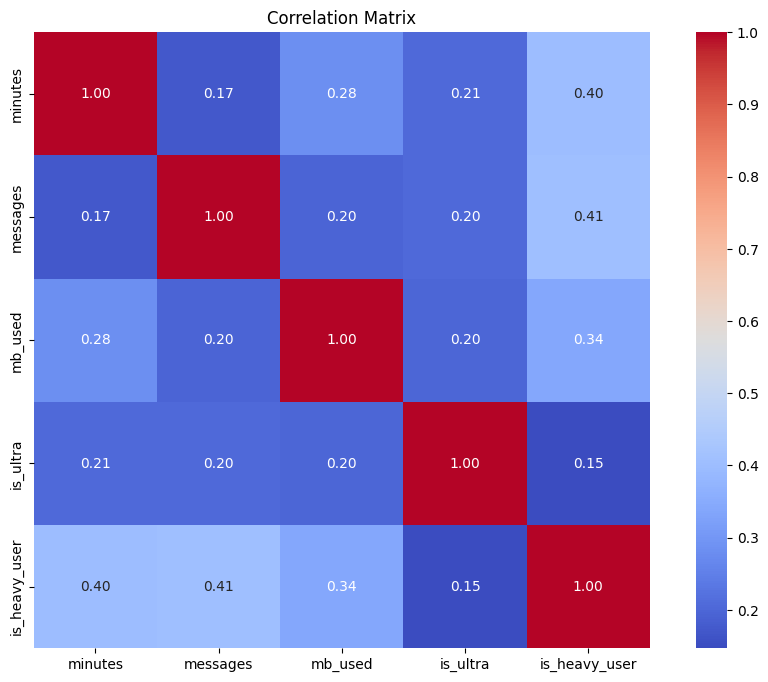 Correlation Matrix
minutes 1.00 0.17 0.28 0.21 0.40
messages 0.17 1.00 0.20 0.20 0.41
mb_used 0.28 0.20 1.00 0.20 0.34
is_ultra 0.21 0.20 0.20 1.00 0.15
is_heavy_user 0.40 0.41 0.34 0.15 1.00
minutes messages mb_used is_ultra is_heavy_user
1.0
0.9
0.8
0.7
0.6
0.5
0.4
0.3
0.2